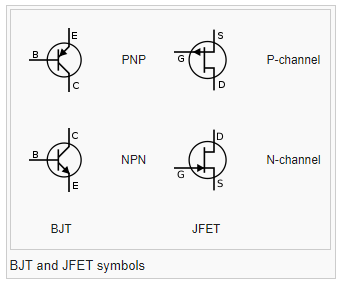 E
B
C
PNP
S
G
D
P-channel
C
B
E
NPN
D
G
S
N-channel
BJT
JFET
BJT and JFET symbols